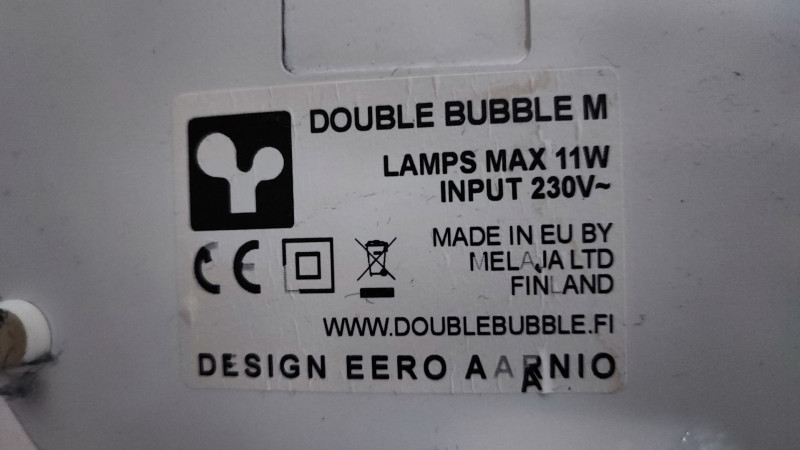 DOUBLE BUBBLE M
LAMPS MAX 11W
INPUT 230V~
CE
MADE IN EU BY
MELAJA LTD
FINLAND
WWW.DOUBLEBUBBLE.FI
DESIGN EERO AARNIO